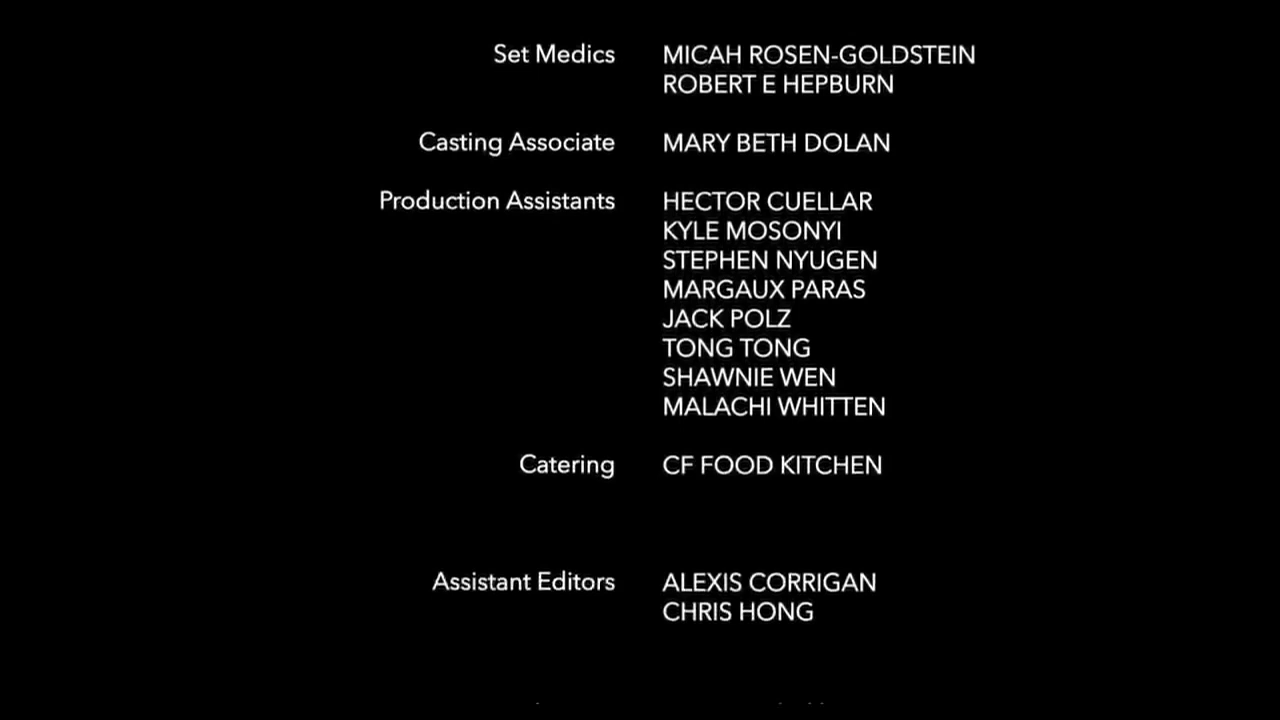 Set Medics MICAH ROSEN-GOLDSTEIN
ROBERT E HEPBURN
Casting Associate MARY BETH DOLAN
Production Assistants HECTOR CUELLAR
KYLE MOSONYI
STEPHEN NYUGEN
MARGAUX PARAS
JACK POLZ
TONG TONG
SHAWNIE WEN
MALACHI WHITTEN
Catering CF FOOD KITCHEN
Assistant Editors ALEXIS CORRIGAN
CHRIS HONG